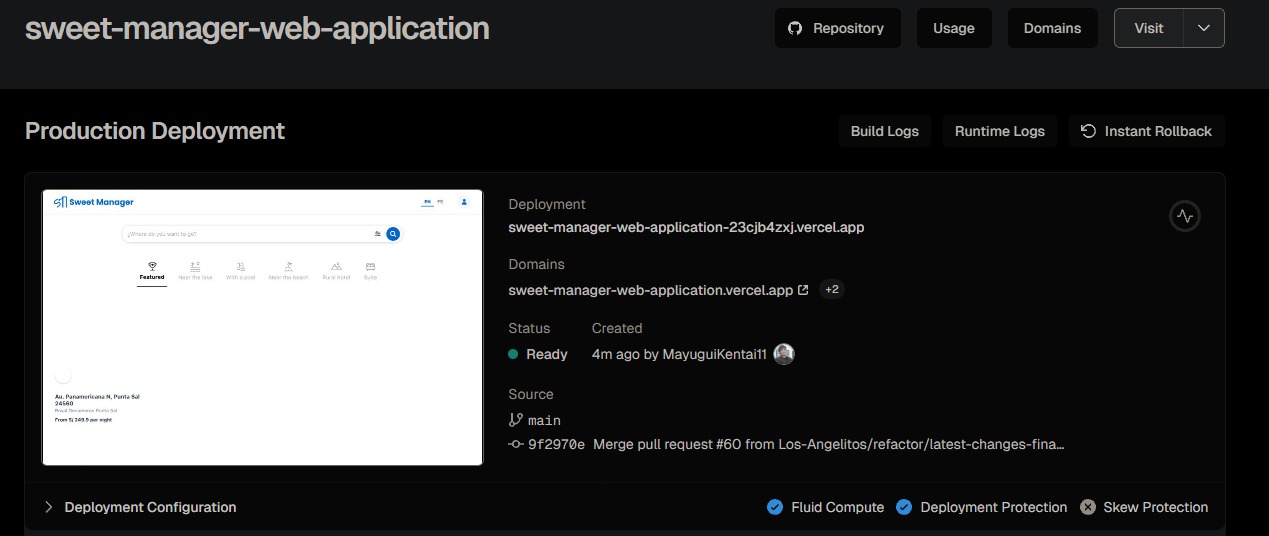 sweet-manager-web-application
Repository
Usage
Domains
Visit
Production Deployment
Build Logs
Runtime Logs
Instant Rollback
Sweet Manager
EN
ES
¿Where do you want to go?
Featured
Near the lake
With a pool
Near the beach
Rural hotel
Suite
Av. Panamericana N, Punta Sal
24560
Royal Decameron Punta Sal
From S/ 249.9 per night
Deployment
sweet-manager-web-application-23cjb4zxj.vercel.app
Domains
sweet-manager-web-application.vercel.app +2
Status
Created
Ready
4m ago by MayuguiKentai11
Source
main
9f2970e Merge pull request #60 from Los-Angelitos/refactor/latest-changes-fina…
Deployment Configuration
Fluid Compute
Deployment Protection
Skew Protection